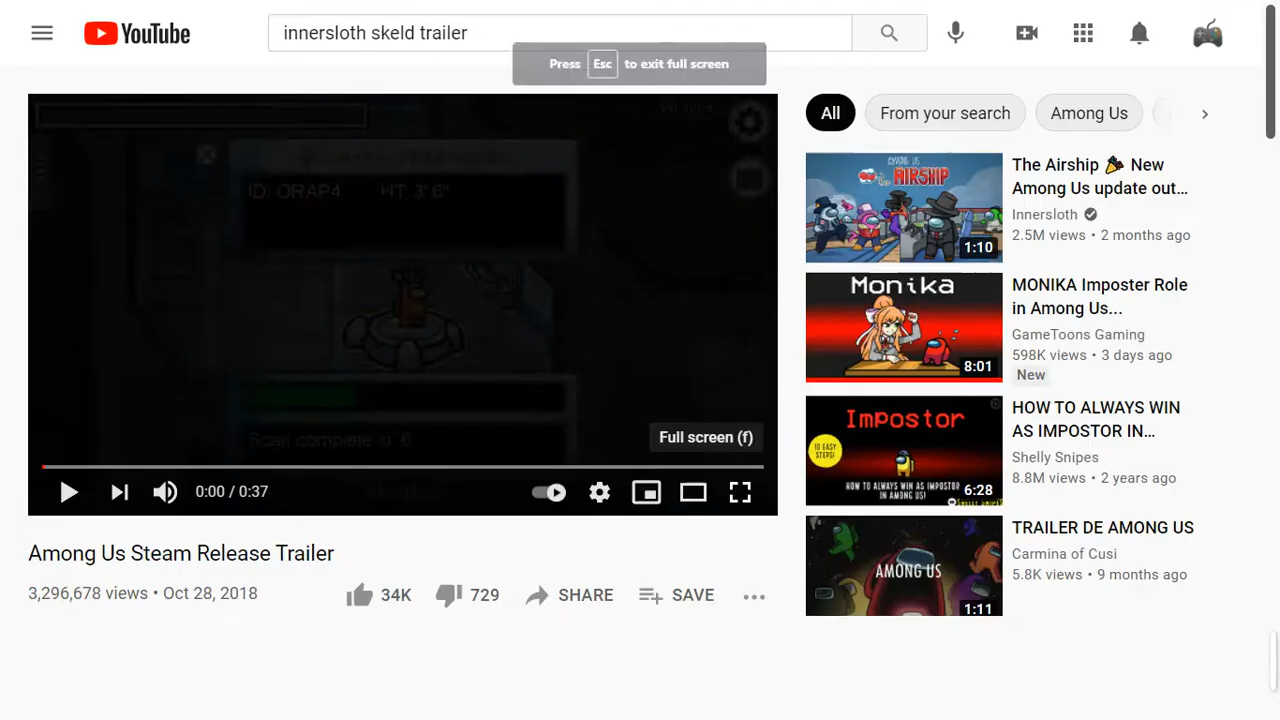 YouTube
innersloth skeld trailer
Press Esc to exit full screen
ID: ORAP4 HT: 3' 6"
Full screen (f)
0:00 / 0:37
Among Us Steam Release Trailer
3,296,678 views • Oct 28, 2018
34K
729
SHARE
SAVE
All
From your search
Among Us
AMONG US
AIRSHIP
1:10
The Airship 🎉 New
Among Us update out...
Innersloth
2.5M views • 2 months ago
Monika
8:01
MONIKA Imposter Role
in Among Us...
GameToons Gaming
598K views • 3 days ago
New
Impostor
10 EASY
STEPS!
HOW TO ALWAYS WIN AS IMPOSTOR
IN AMONG US!
6:28
HOW TO ALWAYS WIN
AS IMPOSTOR IN...
Shelly Snipes
8.8M views • 2 years ago
AMONG US
1:11
TRAILER DE AMONG US
Carmina of Cusi
5.8K views • 9 months ago